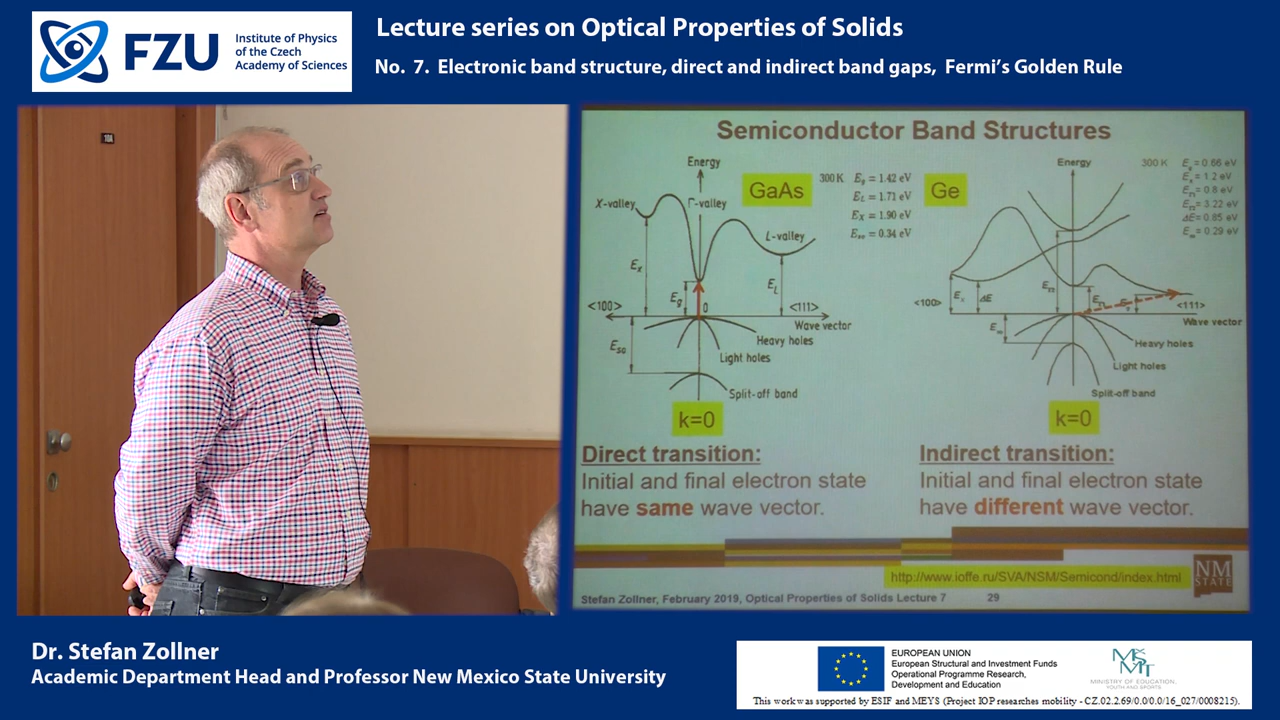 FZU
Institute of Physics
of the Czech
Academy of Sciences
Lecture series on Optical Properties of Solids
No. 7. Electronic band structure, direct and indirect band gaps, Fermi's Golden Rule
10A
Semiconductor Band Structures
Energy
GaAs
300 K Eg = 1.42 eV
EL = 1.71 eV
EX = 1.90 eV
Eso = 0.34 eV
X-valley
Γ-valley
L-valley
EX
Eg
EL
0
<100>
<111>
Wave vector
Eso
Heavy holes
Light holes
Split-off band
k=0
Ge
Energy
300 K
= 0.66 eV
= 1.2 eV
= 0.8 eV
= 3.22 eV
ΔE= 0.85 eV
= 0.29 eV
ΔE
<100>
<111>
Wave vector
Heavy holes
Light holes
Split-off band
k=0
Direct transition:
Initial and final electron state
have same wave vector.
Indirect transition:
Initial and final electron state
have different wave vector.
http://www.ioffe.ru/SVA/NSM/Semicond/index.html
NM
STATE
Stefan Zollner, February 2019, Optical Properties of Solids Lecture 7 29
Dr. Stefan Zollner
Academic Department Head and Professor New Mexico State University
EUROPEAN UNION
European Structural and Investment Funds
Operational Programme Research,
Development and Education
MINISTRY OF EDUCATION,
YOUTH AND SPORTS
This work was supported by ESIF and MEYS (Project IOP researches mobility - CZ.02.2.69/0.0/0.0/16_027/0008215).